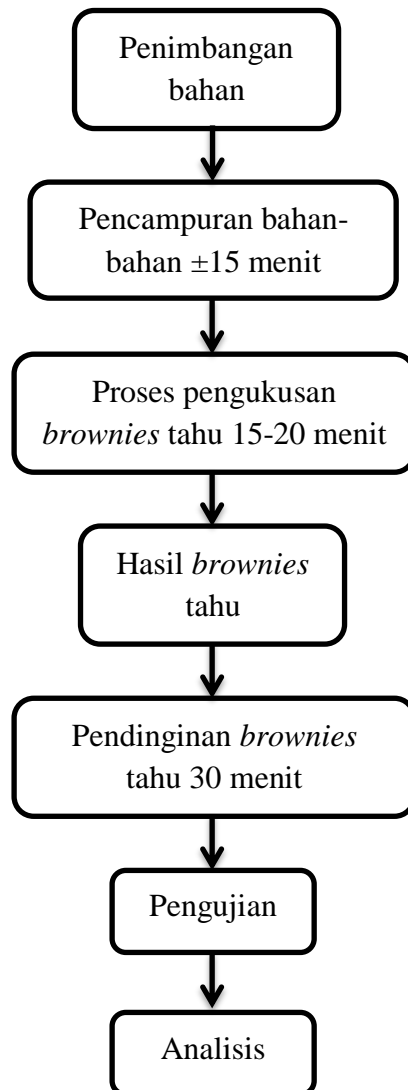 Penimbangan
bahan
Pencampuran bahan-
bahan ±15 menit
Proses pengukusan
brownies tahu 15-20 menit
Hasil brownies
tahu
Pendinginan brownies
tahu 30 menit
Pengujian
Analisis